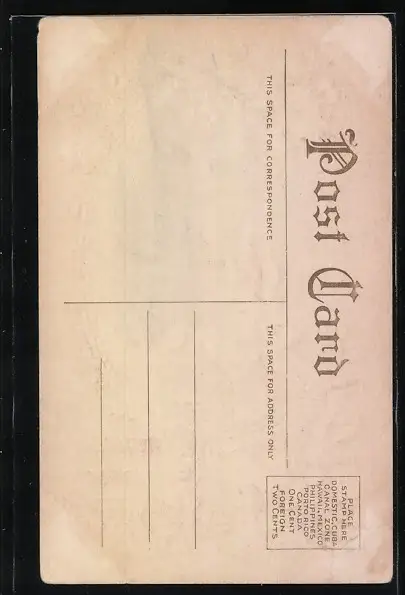 Post Card
THIS SPACE FOR CORRESPONDENCE
THIS SPACE FOR ADDRESS ONLY
PLACE
STAMP HERE
DOMESTIC, CUBA
CANAL ZONE
HAWAII, MEXICO
PHILIPPINES
PORTO RICO
CANADA
ONE CENT
FOREIGN
TWO CENTS